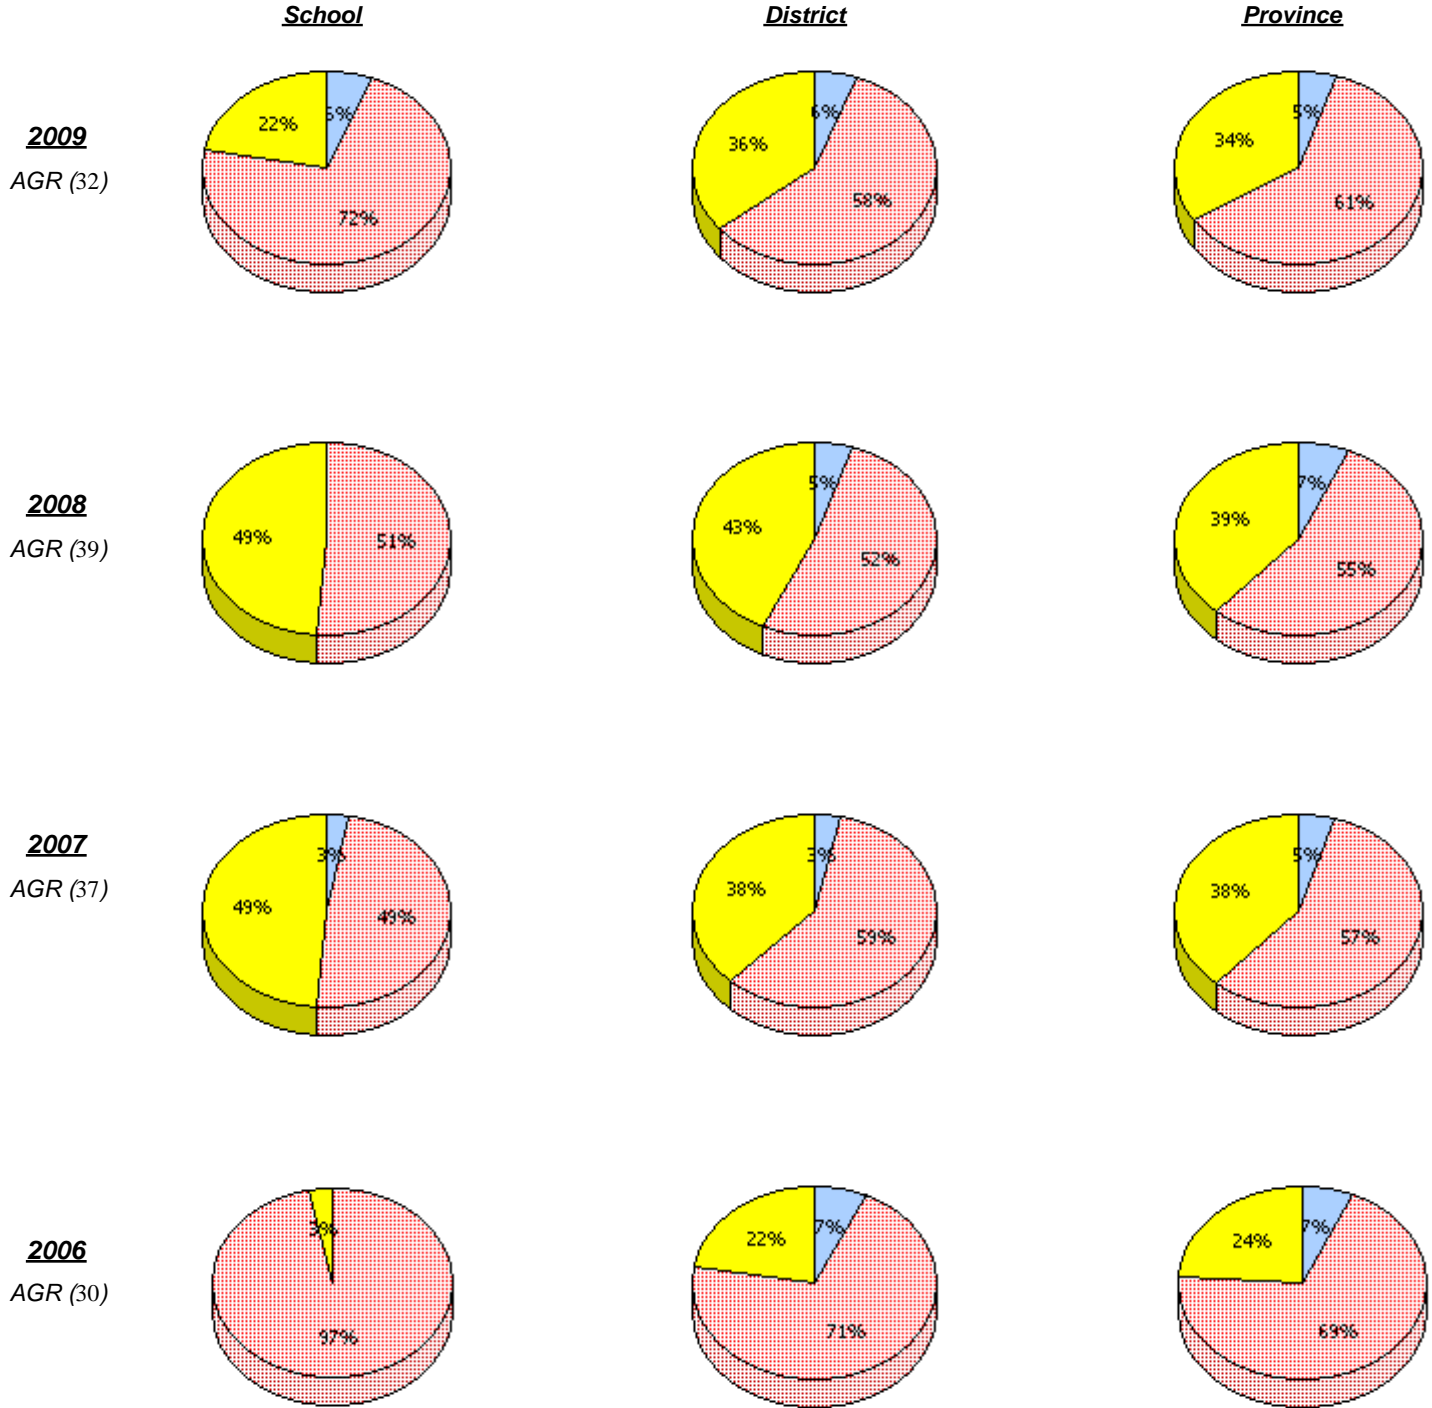 School District Province
2009
AGR (32)
22% 6% 72%
36% 6% 58%
34% 5% 61%
2008
AGR (39)
49% 51%
43% 5% 52%
39% 7% 55%
2007
AGR (37)
49% 3% 49%
38% 3% 59%
38% 5% 57%
2006
AGR (30)
3% 97%
22% 7% 71%
24% 7% 69%